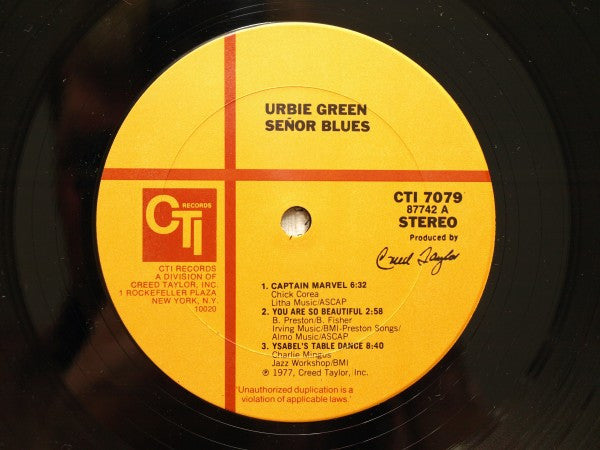 URBIE GREEN
SEÑOR BLUES
CTI RECORDS
CTI RECORDS
A DIVISION OF
CREED TAYLOR, INC.
1 ROCKEFELLER PLAZA
NEW YORK, N.Y.
10020
CTI 7079
87742 A
STEREO
Produced by
Creed Taylor
1. CAPTAIN MARVEL 6:32
Chick Corea
Litha Music/ASCAP
2. YOU ARE SO BEAUTIFUL 2:58
B. Preston/B. Fisher
Irving Music/BMI-Preston Songs/
Almo Music/ASCAP
3. YSABEL'S TABLE DANCE 8:40
Charlie Mingus
Jazz Workshop/BMI
℗ 1977, Creed Taylor, Inc.
'Unauthorized duplication is a
violation of applicable laws.'